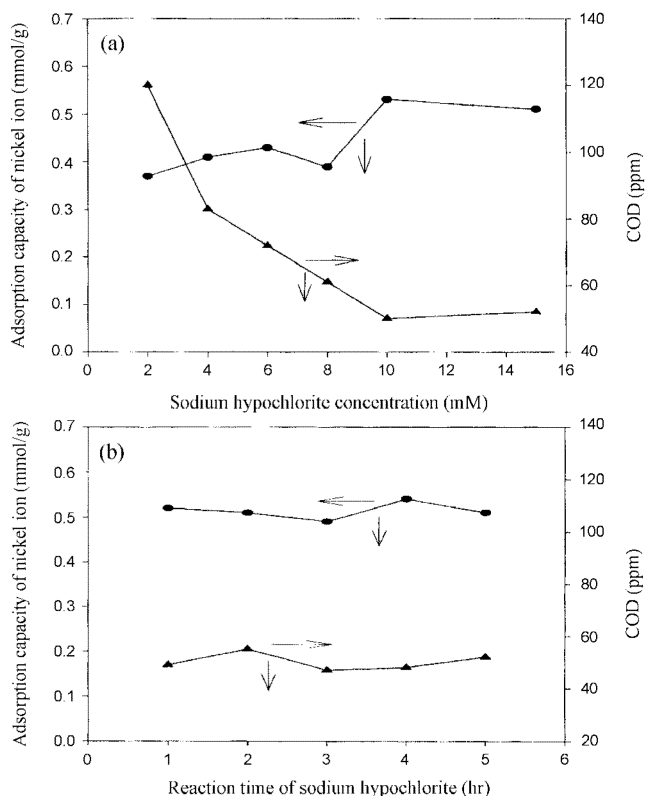 (a)
Adsorption capacity of nickel ion (mmol/g)
0.7
0.6
0.5
0.4
0.3
0.2
0.1
0.0
140
120
100
80
60
40
COD (ppm)
0 2 4 6 8 10 12 14 16
Sodium hypochlorite concentration (mM)
(b)
Adsorption capacity of nickel ion (mmol/g)
0.7
0.6
0.5
0.4
0.3
0.2
0.1
0.0
140
120
100
80
60
40
20
COD (ppm)
0 1 2 3 4 5 6
Reaction time of sodium hypochlorite (hr)